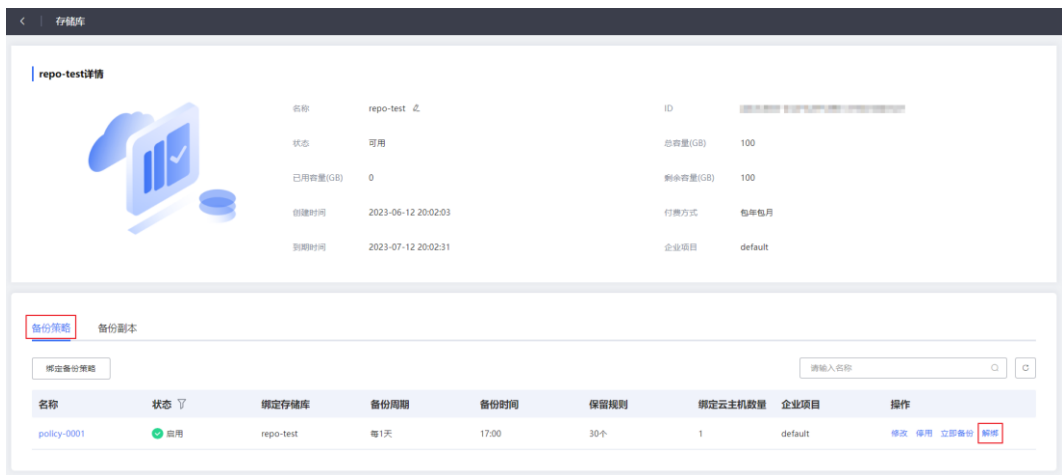 存储库
repo-test详情
名称 repo-test ID
状态 可用 总容量(GB) 100
已用容量(GB) 0 剩余容量(GB) 100
创建时间 2023-06-12 20:02:03 付费方式 包年包月
到期时间 2023-07-12 20:02:31 企业项目 default
备份策略 备份副本
绑定备份策略 请输入名称
名称 状态 绑定存储库 备份周期 备份时间 保留规则 绑定云主机数量 企业项目 操作
policy-0001 启用 repo-test 每1天 17:00 30个 1 default 修改 停用 立即备份 解绑